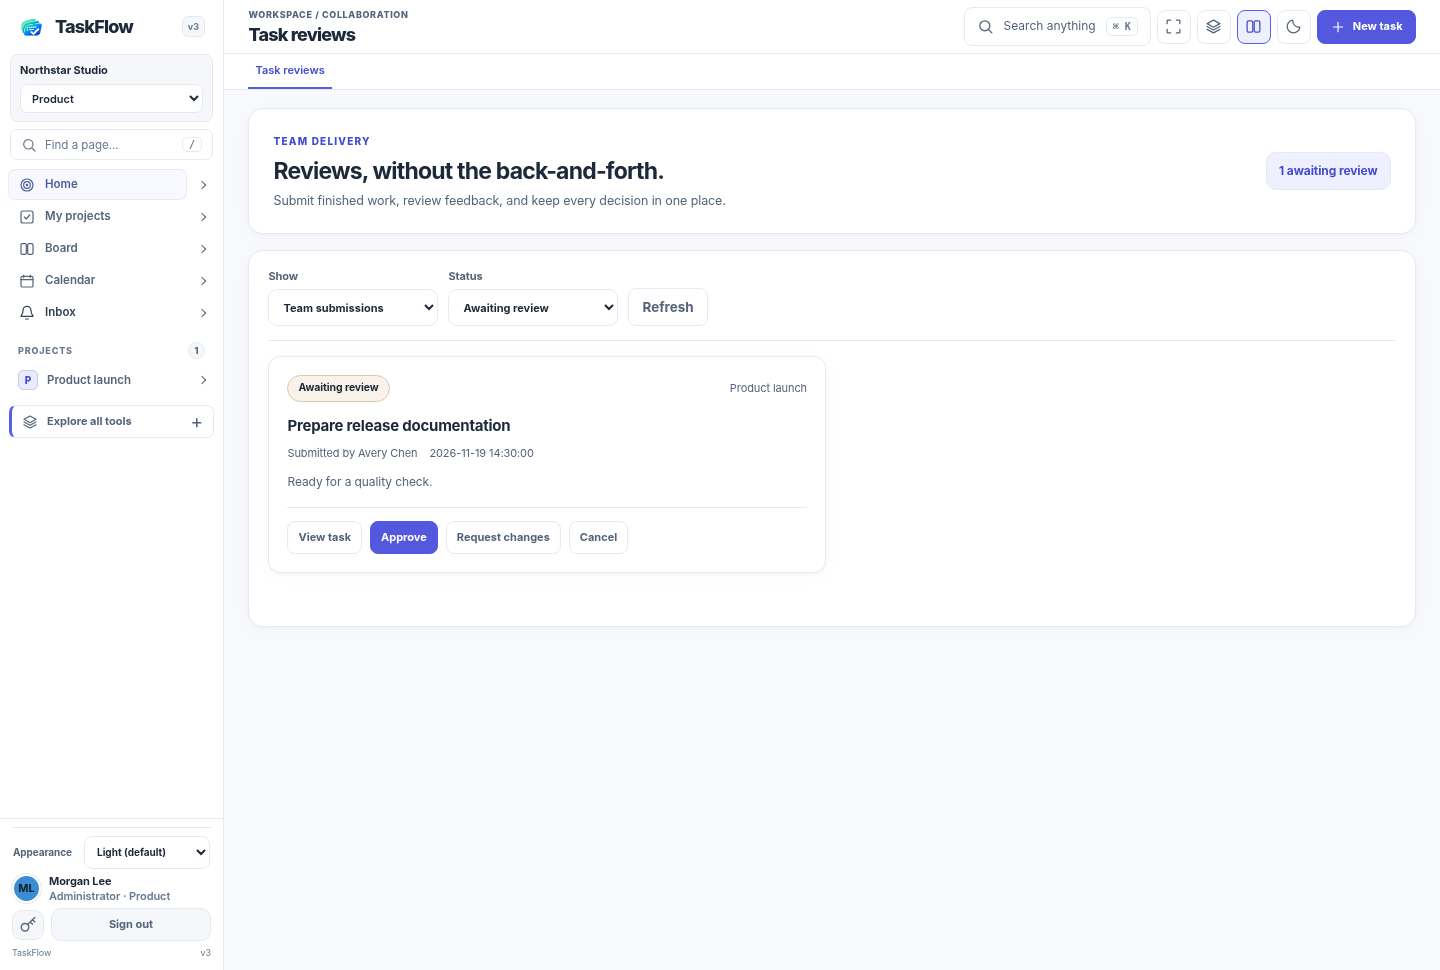 TaskFlow
v3
Northstar Studio
Product
Find a page...
/
Home
My projects
Board
Calendar
Inbox
PROJECTS
1
P
Product launch
Explore all tools
Appearance
Light (default)
ML
Morgan Lee
Administrator · Product
Sign out
TaskFlow
v3
WORKSPACE / COLLABORATION
Task reviews
Search anything
⌘ K
New task
Task reviews
TEAM DELIVERY
Reviews, without the back-and-forth.
Submit finished work, review feedback, and keep every decision in one place.
1 awaiting review
Show
Status
Team submissions
Awaiting review
Refresh
Awaiting review
Product launch
Prepare release documentation
Submitted by Avery Chen 2026-11-19 14:30:00
Ready for a quality check.
View task
Approve
Request changes
Cancel